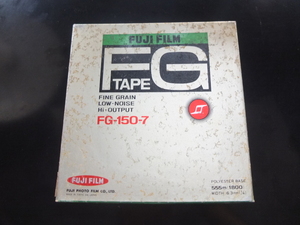 FUJI FILM
FG
TAPE
FINE GRAIN
LOW-NOISE
HI-OUTPUT
FG-150-7
FUJI FILM
FUJI PHOTO FILM CO., LTD.
POLYESTER BASE